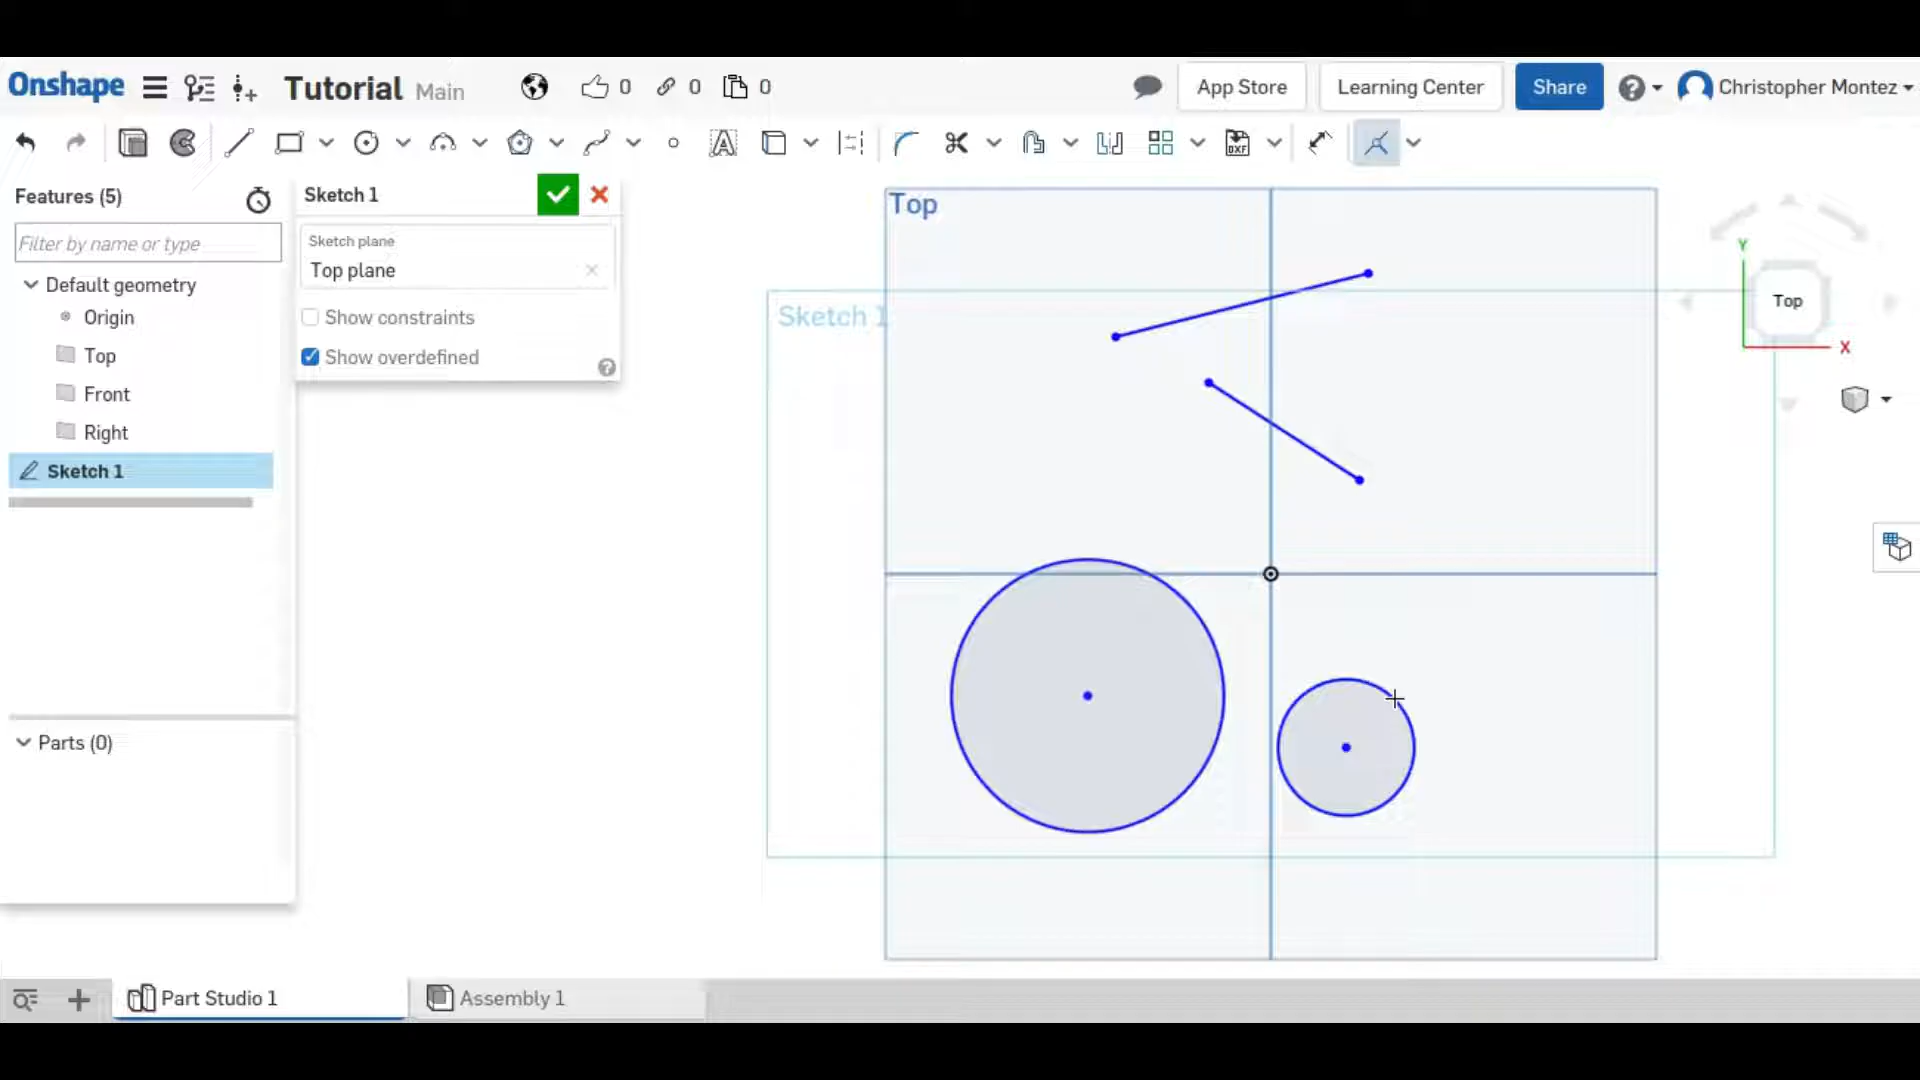 Onshape Tutorial Main 0 0 0 App Store Learning Center Share Christopher Montez
DXF
Features (5)
Filter by name or type
Default geometry
Origin
Top
Front
Right
Sketch 1
Parts (0)
Sketch 1
Sketch plane
Top plane
Show constraints
Show overdefined
Top
Sketch 1
Y
Top
X
Part Studio 1
Assembly 1